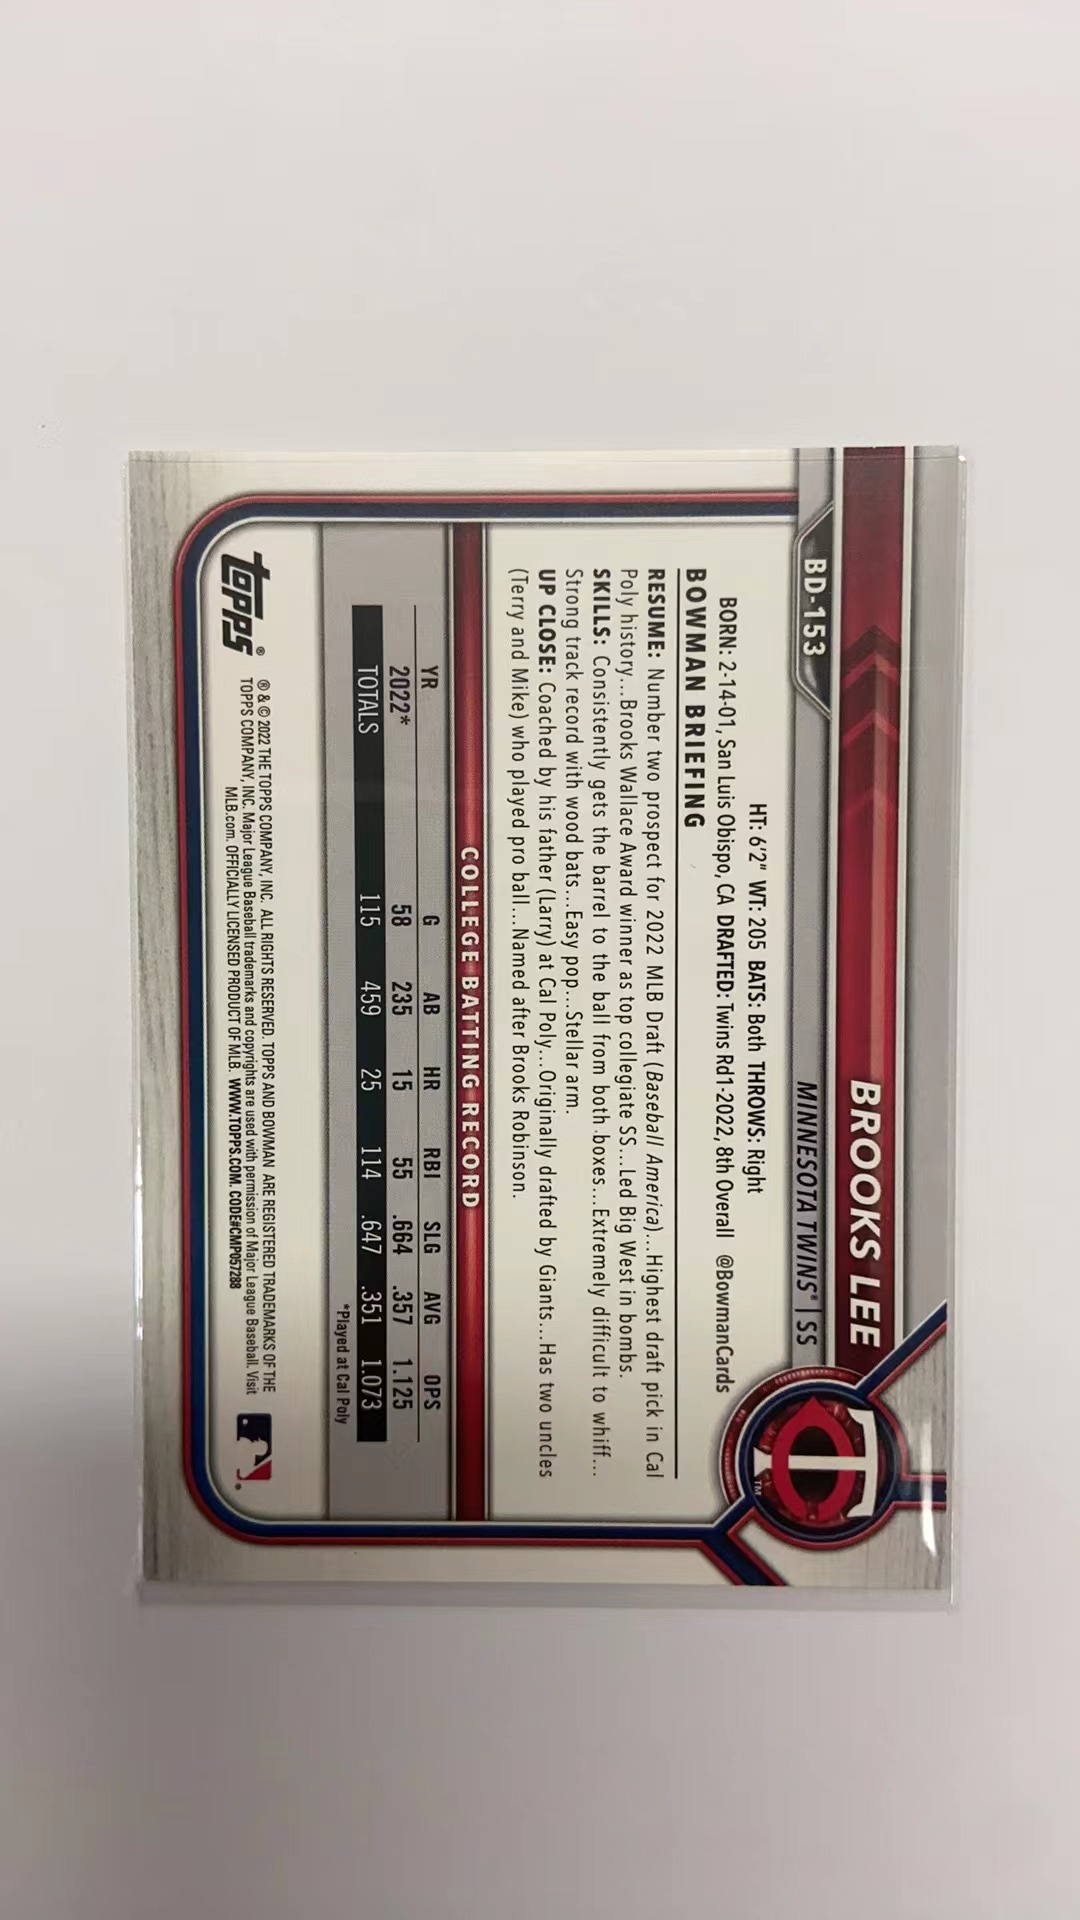 BROOKS LEE
BD-153
MINNESOTA TWINS® | SS
TC
TM
HT: 6'2" WT: 205 BATS: Both THROWS: Right
BORN: 2-14-01, San Luis Obispo, CA DRAFTED: Twins Rd1-2022, 8th Overall @BowmanCards
BOWMAN BRIEFING
RESUME: Number two prospect for 2022 MLB Draft (Baseball America)...Highest draft pick in Cal
Poly history...Brooks Wallace Award winner as top collegiate SS...Led Big West in bombs.
SKILLS: Consistently gets the barrel to the ball from both boxes...Extremely difficult to whiff...
Strong track record with wood bats...Easy pop...Stellar arm.
UP CLOSE: Coached by his father (Larry) at Cal Poly...Originally drafted by Giants...Has two uncles
(Terry and Mike) who played pro ball...Named after Brooks Robinson.
COLLEGE BATTING RECORD
YR G AB HR RBI SLG AVG OPS
2022* 58 235 15 55 .664 .357 1.125
TOTALS 115 459 25 114 .647 .351 1.073
*Played at Cal Poly
topps®
® & © 2022 THE TOPPS COMPANY, INC. ALL RIGHTS RESERVED. TOPPS AND BOWMAN ARE REGISTERED TRADEMARKS OF THE
TOPPS COMPANY, INC. Major League Baseball trademarks and copyrights are used with permission of Major League Baseball. Visit
MLB.com. OFFICIALLY LICENSED PRODUCT OF MLB. WWW.TOPPS.COM. CODE#CMP057288